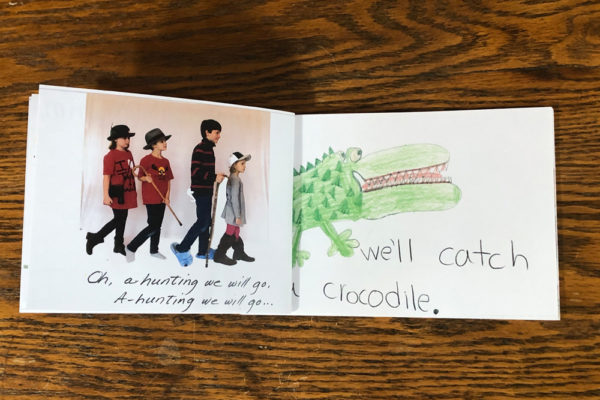 Oh, a-hunting we will go,
A-hunting we will go...
we'll catch
a crocodile.